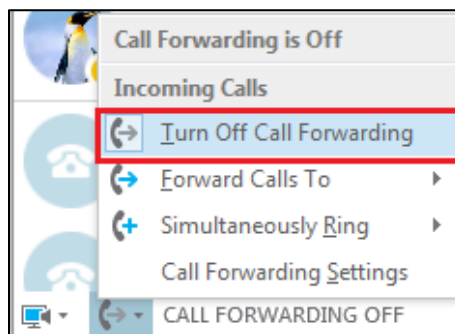 Call Forwarding is Off
Incoming Calls
Turn Off Call Forwarding
Forward Calls To
Simultaneously Ring
Call Forwarding Settings
CALL FORWARDING OFF